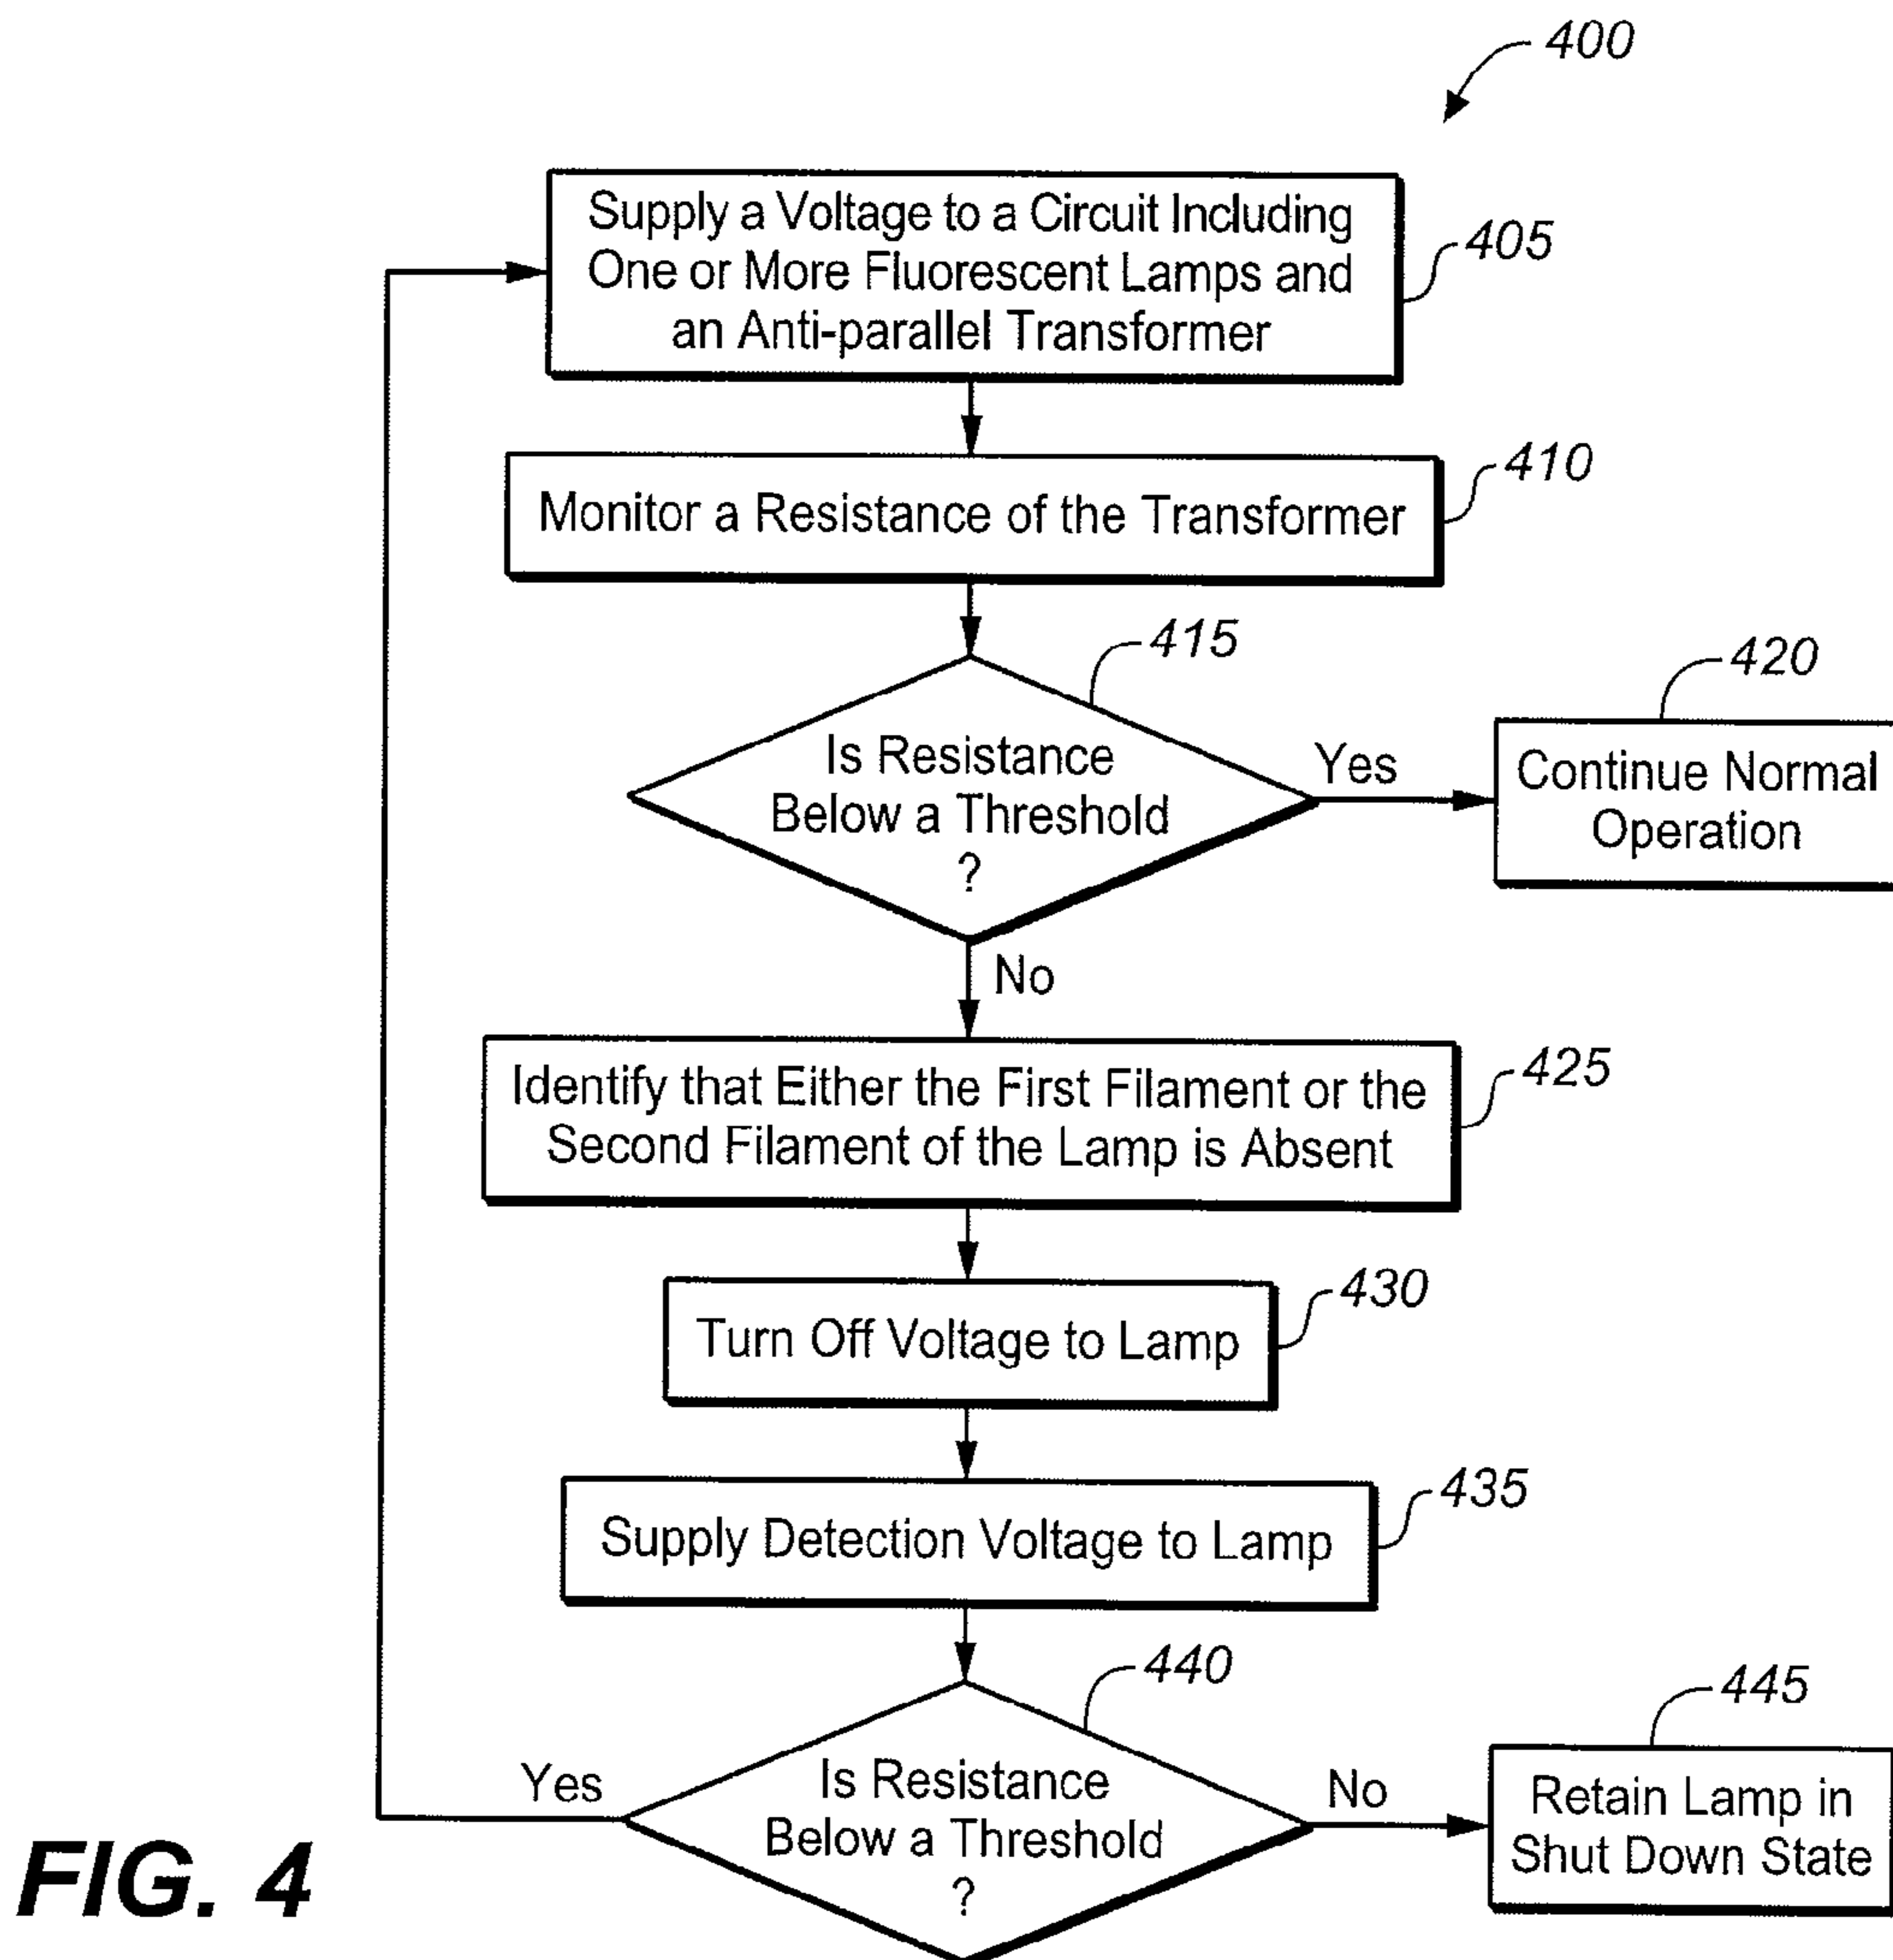 400
Supply a Voltage to a Circuit Including
One or More Fluorescent Lamps and
an Anti-parallel Transformer
405
Monitor a Resistance of the Transformer
410
415
Is Resistance
Below a Threshold
?
Yes
420
Continue Normal
Operation
No
Identify that Either the First Filament or the
Second Filament of the Lamp is Absent
425
Turn Off Voltage to Lamp
430
Supply Detection Voltage to Lamp
435
440
Is Resistance
Below a Threshold
?
Yes
No
445
Retain Lamp in
Shut Down State
FIG. 4